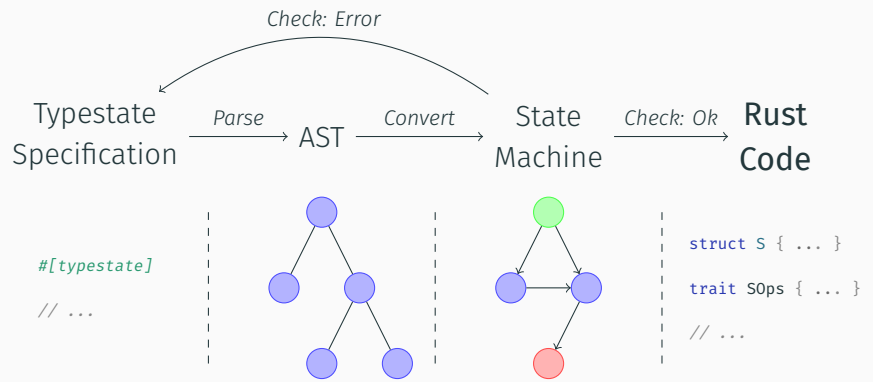 Check: Error
Typestate
Specification
Parse
AST
Convert
State
Machine
Check: Ok
Rust
Code
#[typestate]
// ...
struct S { ... }
trait SOps { ... }
// ...